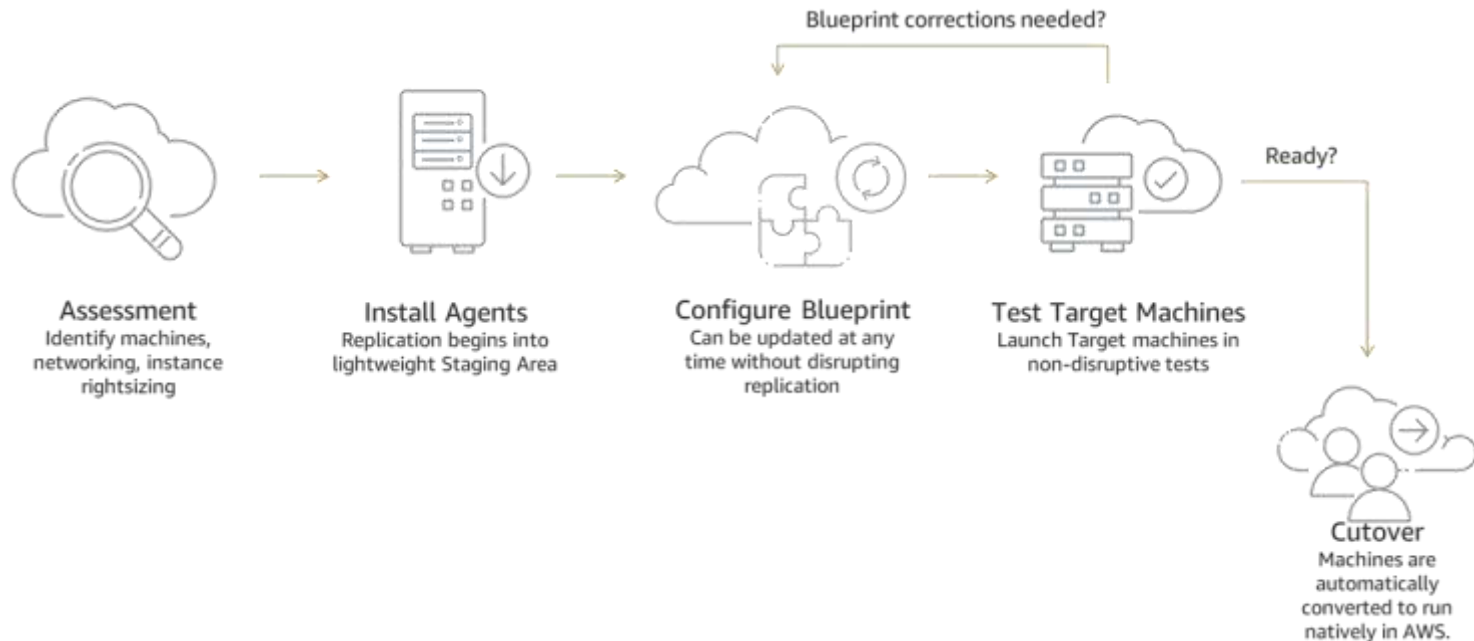 Blueprint corrections needed?
Ready?
Assessment
Identify machines,
networking, instance
rightsizing
Install Agents
Replication begins into
lightweight Staging Area
Configure Blueprint
Can be updated at any
time without disrupting
replication
Test Target Machines
Launch Target machines in
non-disruptive tests
Cutover
Machines are
automatically
converted to run
natively in AWS.